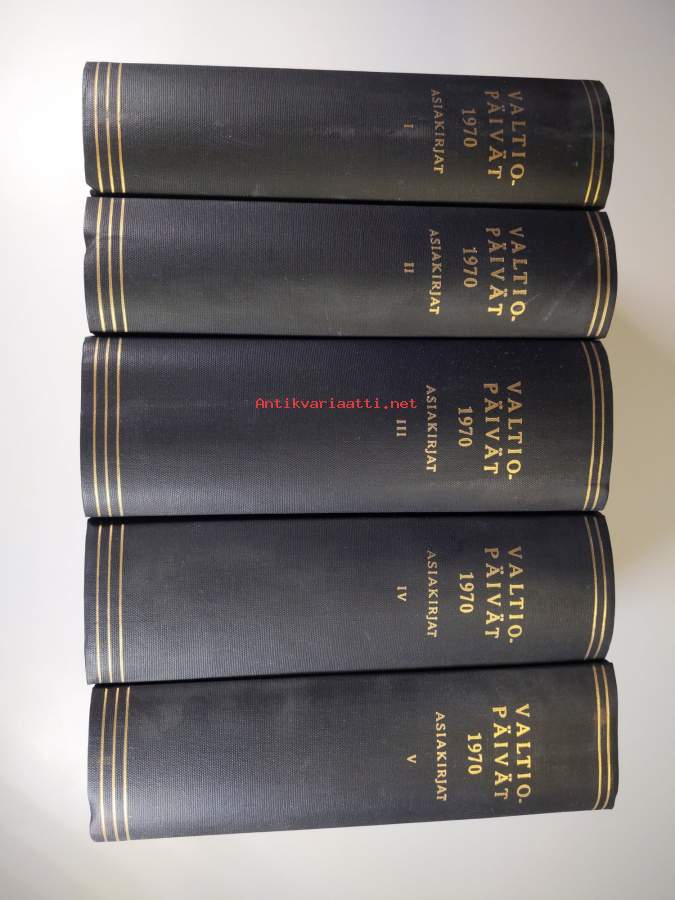 VALTIO-
PÄIVÄT
1970
ASIAKIRJAT
I
VALTIO-
PÄIVÄT
1970
ASIAKIRJAT
II
VALTIO-
PÄIVÄT
1970
ASIAKIRJAT
III
Antikvariaatti.net
VALTIO-
PÄIVÄT
1970
ASIAKIRJAT
IV
VALTIO-
PÄIVÄT
1970
ASIAKIRJAT
V